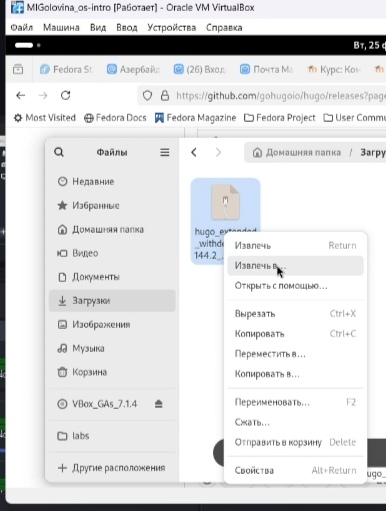 MIGolovina_os-intro [Работает] - Oracle VM VirtualBox
Файл Машина Вид Ввод Устройства Справка
Вт, 25 ф
Fedora St Азербайд (26) Вход Почта Ма Курс: Кон
https://github.com/gohugoio/hugo/releases?page
Most Visited Fedora Docs Fedora Magazine Fedora Project User Commu
Файлы
Домашняя папка / Загру
Недавние
Избранные
Домашняя папка
Видео
Документы
Загрузки
Изображения
Музыка
Корзина
VBox_GAs_7.1.4
labs
Другие расположения
hugo_extended
_withde
144.2_
Извлечь Return
Извлечь в…
Открыть с помощью…
Вырезать Ctrl+X
Копировать Ctrl+C
Переместить в…
Копировать в…
Переименовать… F2
Сжать…
Отправить в корзину Delete
Свойства Alt+Return